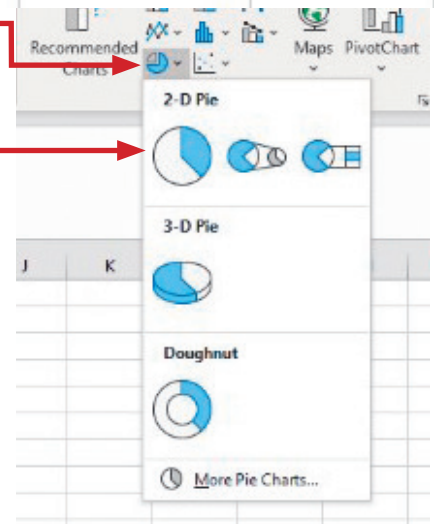 Recommended
Charts
Maps
PivotChart
2-D Pie
3-D Pie
J
K
Doughnut
More Pie Charts...